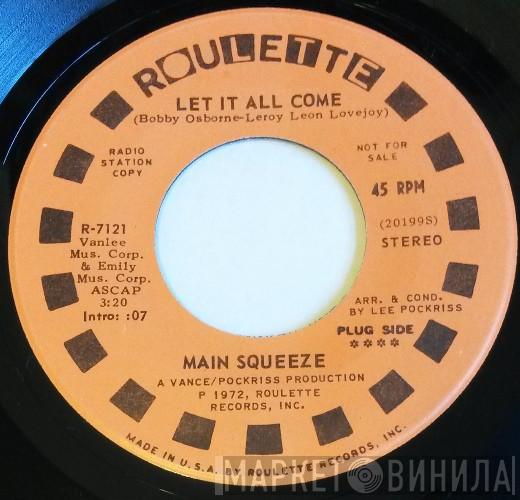 ROULETTE
LET IT ALL COME
(Bobby Osborne-Leroy Leon Lovejoy)
RADIO
STATION
COPY
NOT FOR
SALE
45 RPM
(20199S)
STEREO
R-7121
Vanlee
Mus. Corp.
& Emily
Mus. Corp.
ASCAP
3:20
Intro: :07
ARR. & COND.
BY LEE POCKRISS
PLUG SIDE
☆☆☆☆
MAIN SQUEEZE
A VANCE/POCKRISS PRODUCTION
P 1972, ROULETTE
RECORDS, INC.
MADE IN U.S.A. BY ROULETTE RECORDS, INC.
МАРКЕТ ВИНИЛА